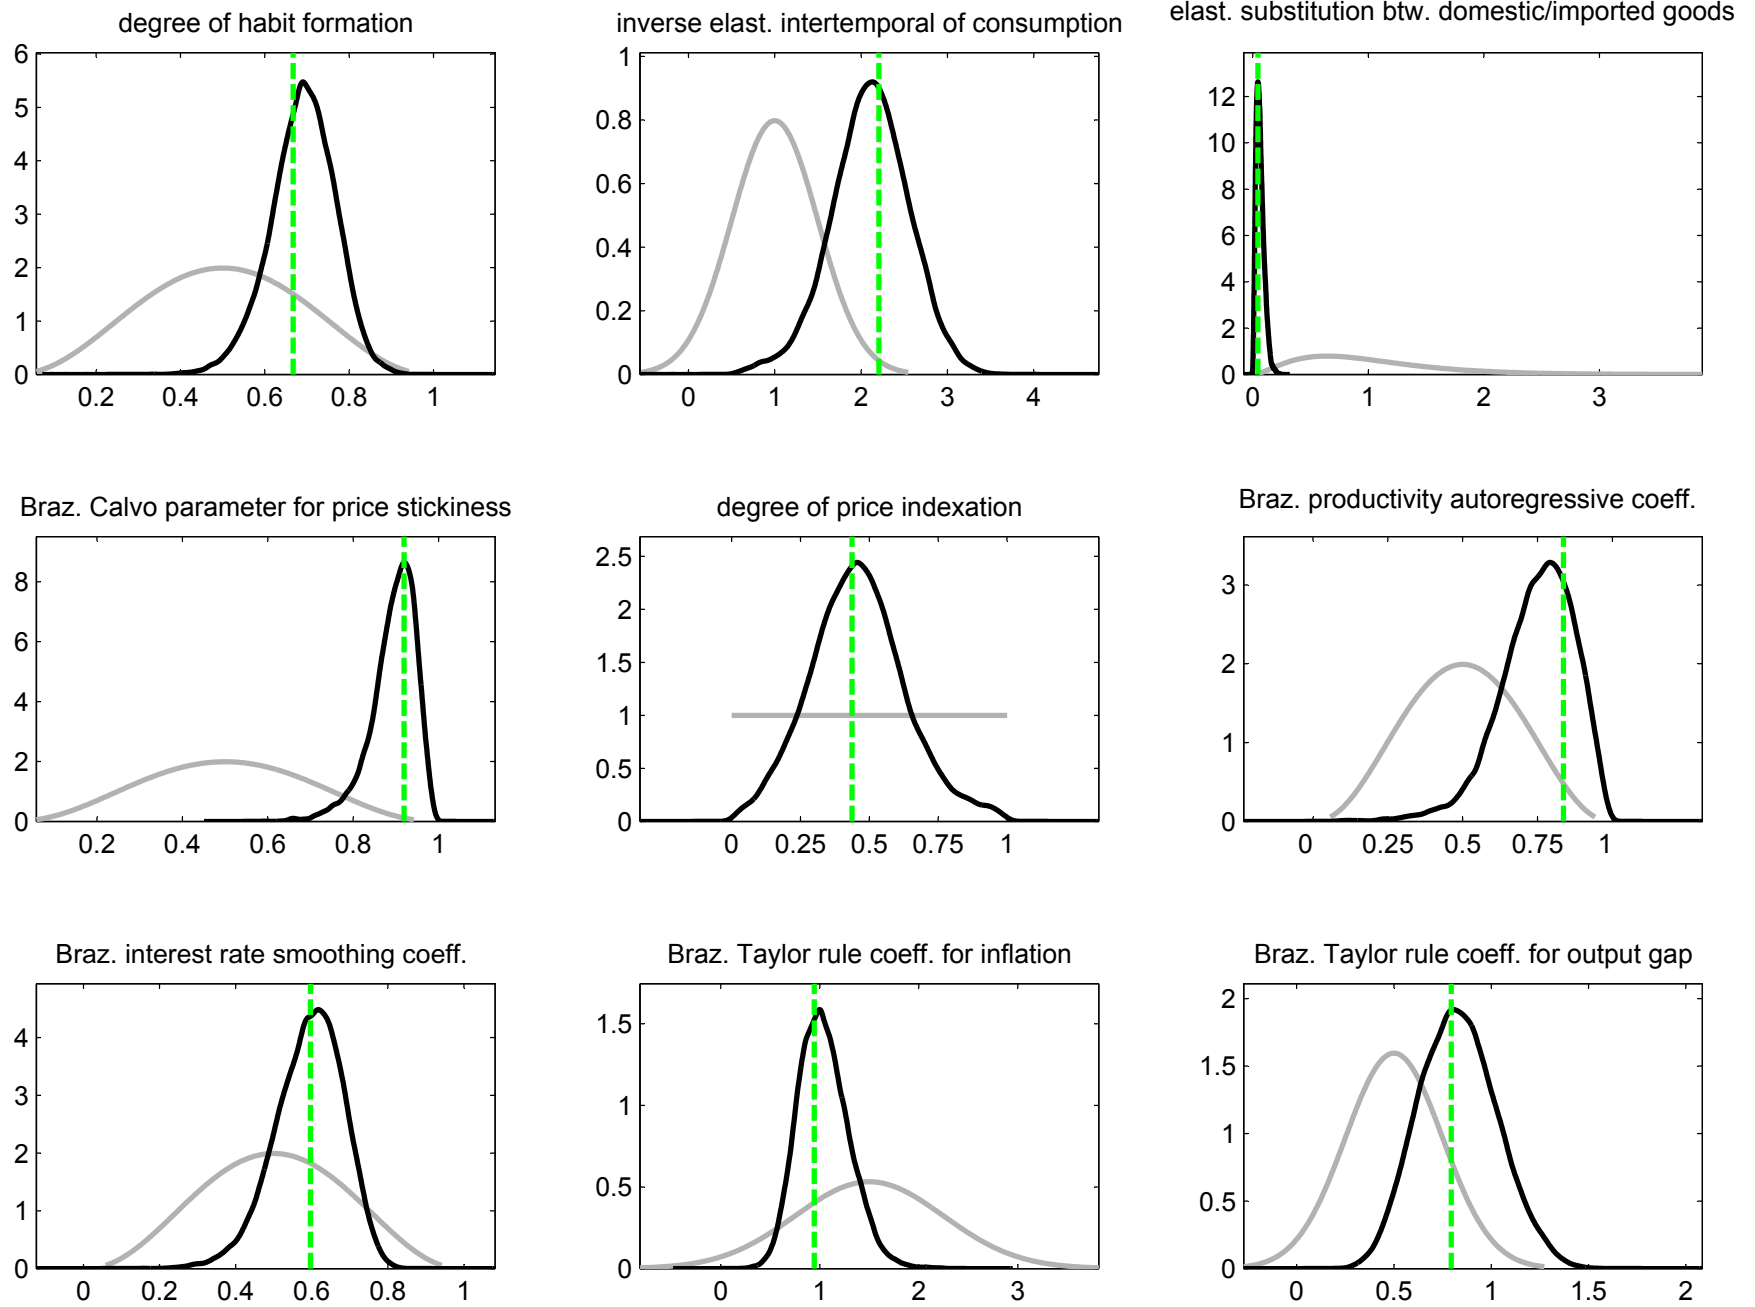 degree of habit formation
inverse elast. intertemporal of consumption
elast. substitution btw. domestic/imported goods
6
5
4
3
2
1
0
0.2 0.4 0.6 0.8 1
1
0.8
0.6
0.4
0.2
0
0 1 2 3 4
12
10
8
6
4
2
0
0 1 2 3
Braz. Calvo parameter for price stickiness
degree of price indexation
Braz. productivity autoregressive coeff.
8
6
4
2
0
0.2 0.4 0.6 0.8 1
2.5
2
1.5
1
0.5
0
0 0.25 0.5 0.75 1
3
2
1
0
0 0.25 0.5 0.75 1
Braz. interest rate smoothing coeff.
Braz. Taylor rule coeff. for inflation
Braz. Taylor rule coeff. for output gap
4
3
2
1
0
0 0.2 0.4 0.6 0.8 1
1.5
1
0.5
0
0 1 2 3
2
1.5
1
0.5
0
0 0.5 1 1.5 2